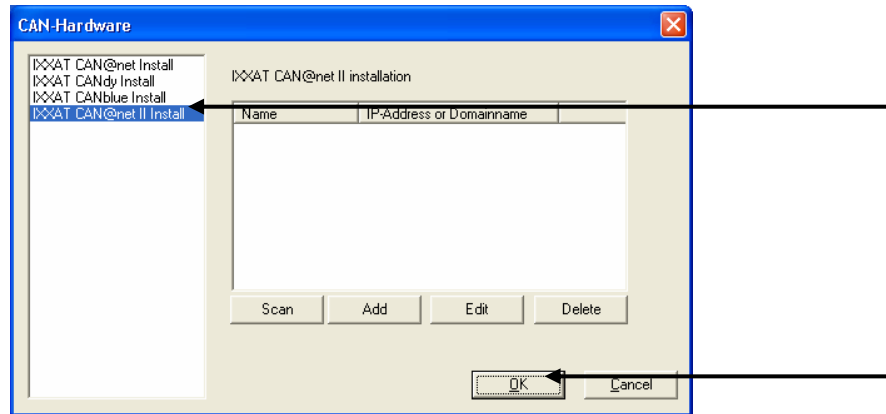 CAN-Hardware
IXXAT CAN@net Install
IXXAT CANdy Install
IXXAT CANblue Install
IXXAT CAN@net II Install
IXXAT CAN@net II installation
Name IP-Address or Domainname
Scan Add Edit Delete
OK Cancel